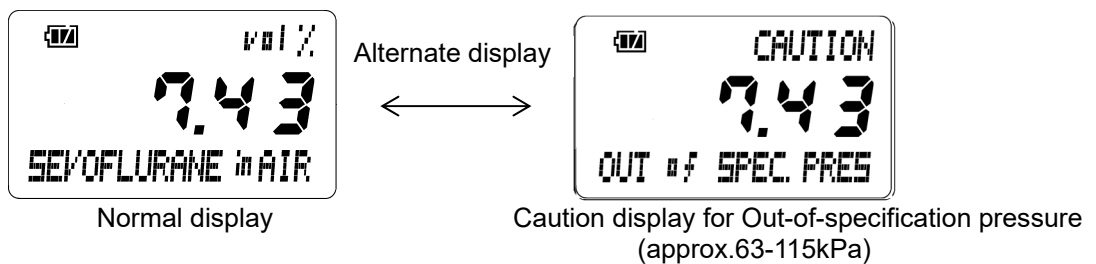 vol%
7.43
SEVOFLURANE in AIR
Normal display
Alternate display
CAUTION
7.43
OUT of SPEC. PRES
Caution display for Out-of-specification pressure
(approx.63-115kPa)